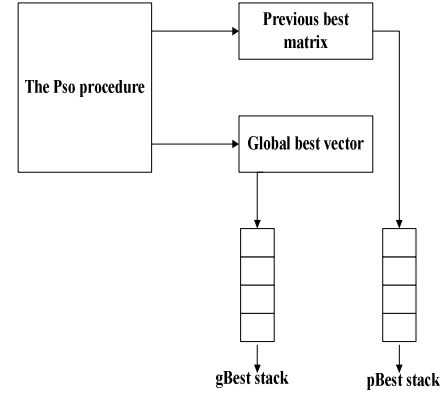 Previous best
matrix
The Pso procedure
Global best vector
gBest stack
pBest stack